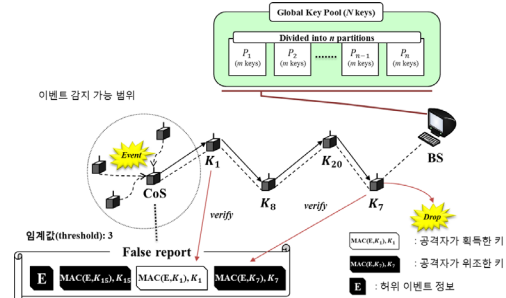 Global Key Pool (N keys)
Divided into n partitions
P1 P2 ....... Pn−1 Pn
(m keys) (m keys) (m keys) (m keys)
이벤트 감지 가능 범위
Event
CoS
K1
K8
K20
K7
BS
verify
verify
Drop
임계값(threshold): 3
False report
E MAC(E,K15), K15 MAC(E,K1), K1 MAC(E,K7), K7
MAC(E,K1), K1 : 공격자가 획득한 키
MAC(E,K7), K7 : 공격자가 위조한 키
E : 허위 이벤트 정보